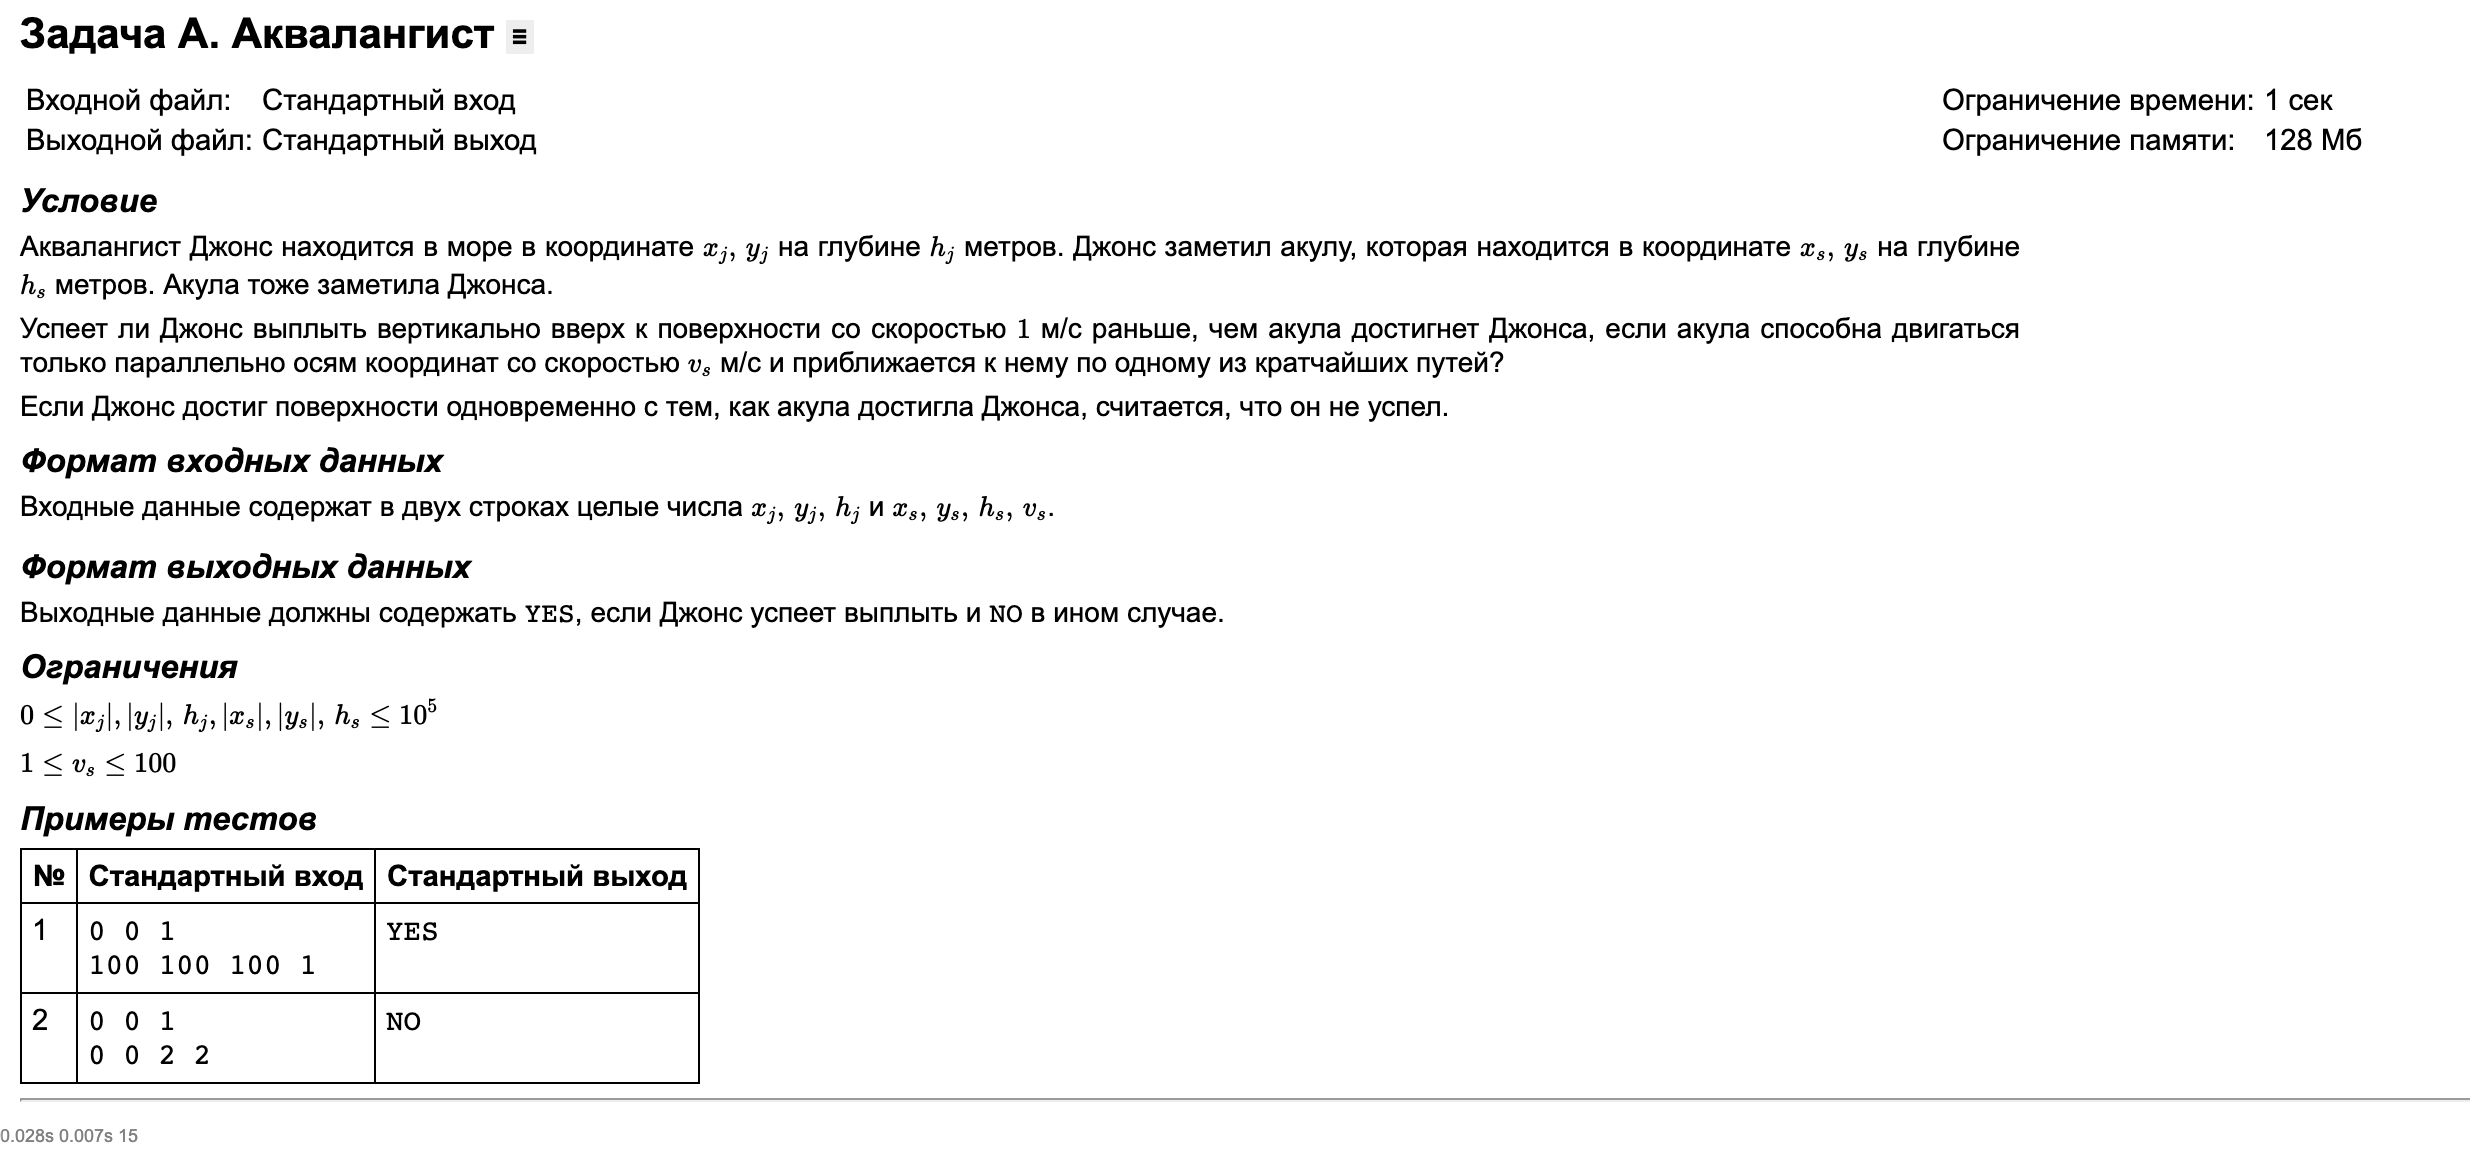 Задача A. Аквалангист ≡
Входной файл: Стандартный вход Ограничение времени: 1 сек
Выходной файл: Стандартный выход Ограничение памяти: 128 Мб
Условие
Аквалангист Джонс находится в море в координате x_j, y_j на глубине h_j метров. Джонс заметил акулу, которая находится в координате x_s, y_s на глубине
h_s метров. Акула тоже заметила Джонса.
Успеет ли Джонс выплыть вертикально вверх к поверхности со скоростью 1 м/с раньше, чем акула достигнет Джонса, если акула способна двигаться
только параллельно осям координат со скоростью v_s м/с и приближается к нему по одному из кратчайших путей?
Если Джонс достиг поверхности одновременно с тем, как акула достигла Джонса, считается, что он не успел.
Формат входных данных
Входные данные содержат в двух строках целые числа x_j, y_j, h_j и x_s, y_s, h_s, v_s.
Формат выходных данных
Выходные данные должны содержать YES, если Джонс успеет выплыть и NO в ином случае.
Ограничения
0 ≤ |x_j|, |y_j|, h_j, |x_s|, |y_s|, h_s ≤ 10^5
1 ≤ v_s ≤ 100
Примеры тестов
№ Стандартный вход Стандартный выход
1 0 0 1 YES
100 100 100 1
2 0 0 1 NO
0 0 2 2
0.028s 0.007s 15